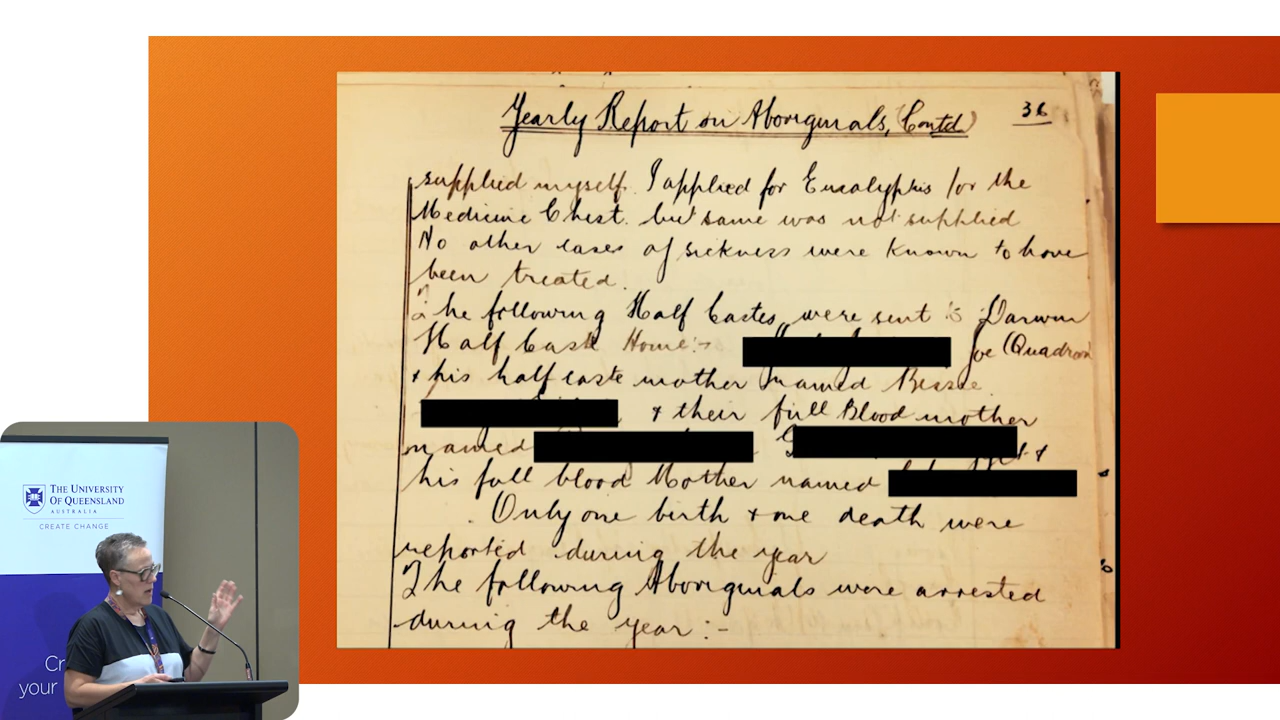 Yearly Report on Aboriginals, (Contd) 36
supplied myself. I applied for Eucalyptis for the
Medicine Chest. but same was not supplied
No other cases of sickness were known to have
been treated.
The following Half Castes were sent to Darwin
Half Cast Home:- Joe (Quadroon
+ his half caste mother named Bessie
& their full Blood mother
named &
his full blood Mother named
Only one birth + one death were
reported during the year
The following Aboriginals were arrested
during the year:-
THE UNIVERSITY
OF QUEENSLAND
AUSTRALIA
CREATE CHANGE
Cr
your